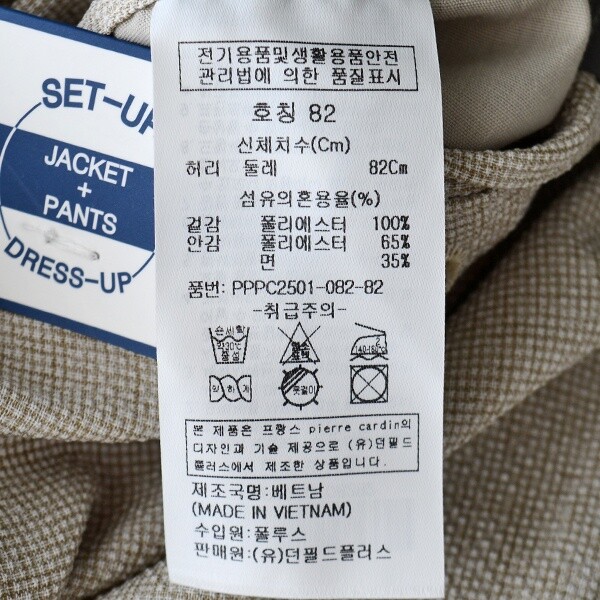 SET-UP
JACKET
+
PANTS
DRESS-UP
전기용품및생활용품안전
관리법에 의한 품질표시
호칭 82
신체치수(Cm)
허리 둘레 82Cm
섬유의혼용율(%)
겉감 폴리에스터 100%
안감 폴리에스터 65%
면 35%
품번: PPPC2501-082-82
-취급주의-
손세탁
약30℃
중성
140-160℃
약하게
옷걸이
본 제품은 프랑스 pierre cardin의
디자인과 기술 제공으로 (유)던필드
플러스에서 제조한 상품입니다.
제조국명:베트남
(MADE IN VIETNAM)
수입원:폴루스
판매원:(유)던필드플러스